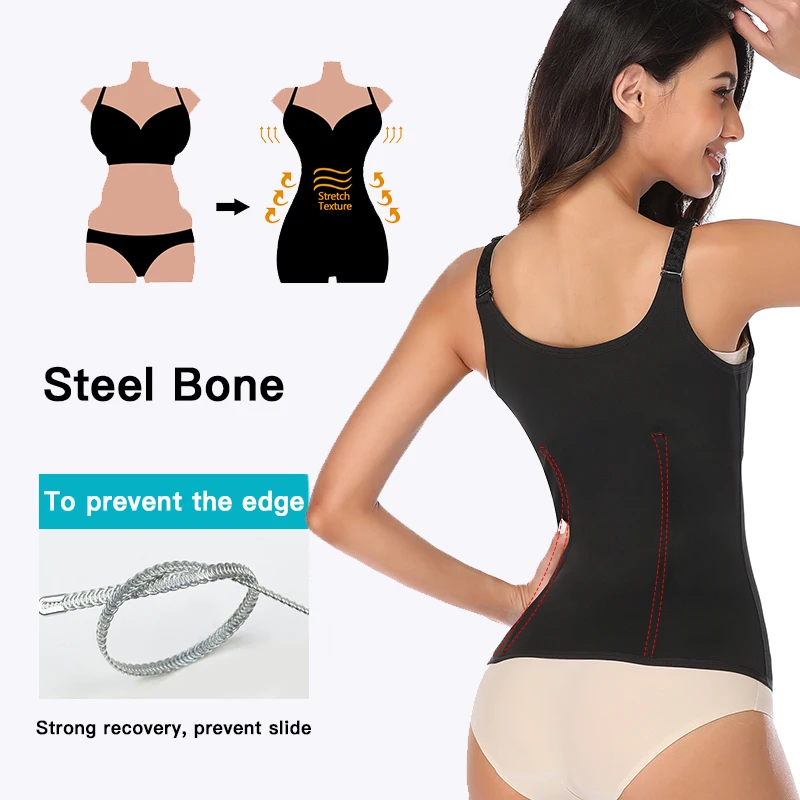 Stretch
Texture
Steel Bone
To prevent the edge
Strong recovery, prevent slide